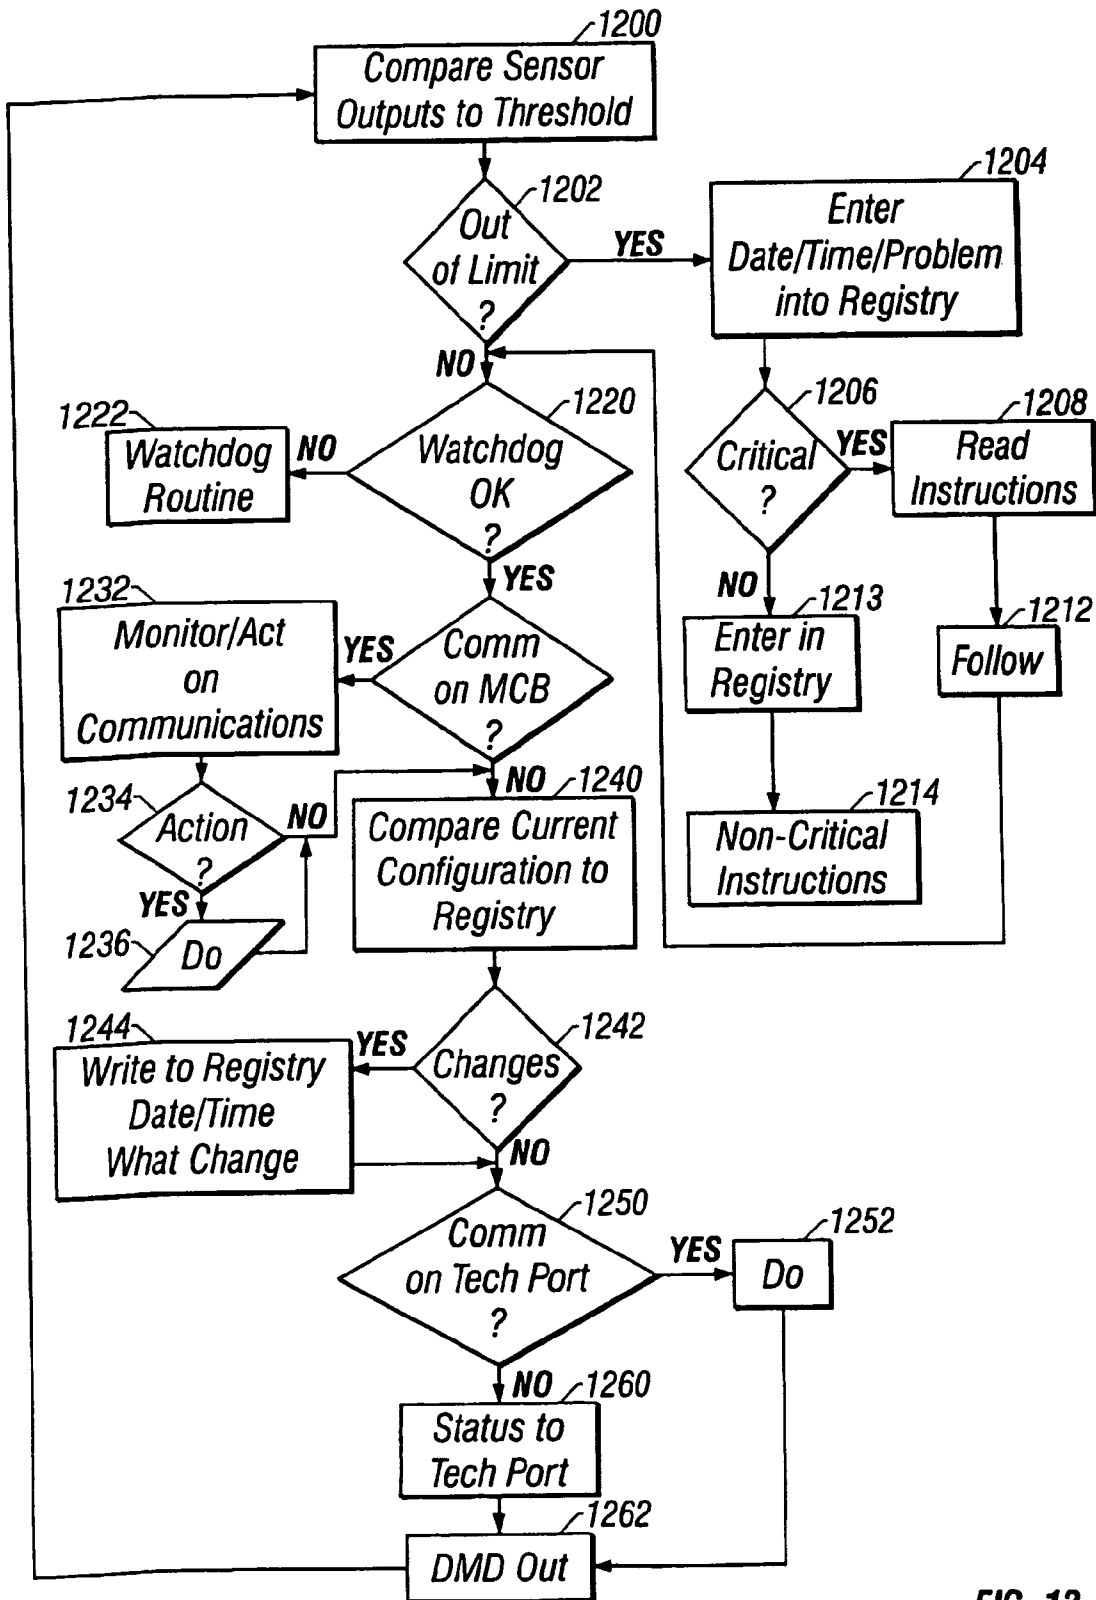 1200
Compare Sensor
Outputs to Threshold
1202
Out
of Limit
?
YES
1204
Enter
Date/Time/Problem
into Registry
NO
1206
Critical
?
YES
1208
Read
Instructions
1220
Watchdog
OK
?
NO
1222
Watchdog
Routine
YES
NO
1213
Enter in
Registry
1212
Follow
1232
Monitor/Act
on
Communications
YES
Comm
on MCB
?
NO
1234
Action
?
NO
1240
Compare Current
Configuration to
Registry
1214
Non-Critical
Instructions
YES
1236
Do
1242
Changes
?
YES
1244
Write to Registry
Date/Time
What Change
NO
1250
Comm
on Tech Port
?
YES
1252
Do
NO
1260
Status to
Tech Port
1262
DMD Out